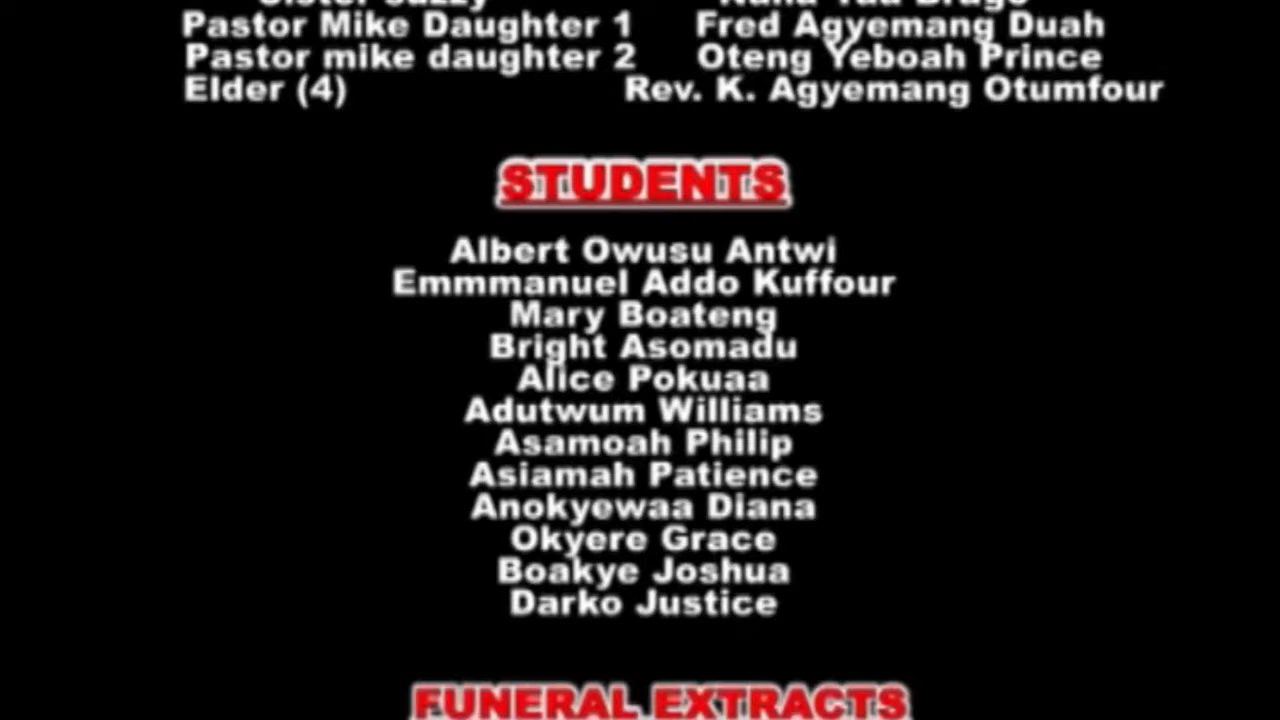 Pastor Mike Daughter 1 Fred Agyemang Duah
Pastor mike daughter 2 Oteng Yeboah Prince
Elder (4) Rev. K. Agyemang Otumfour
STUDENTS
Albert Owusu Antwi
Emmmanuel Addo Kuffour
Mary Boateng
Bright Asomadu
Alice Pokuaa
Adutwum Williams
Asamoah Philip
Asiamah Patience
Anokyewaa Diana
Okyere Grace
Boakye Joshua
Darko Justice
FUNERAL EXTRACTS